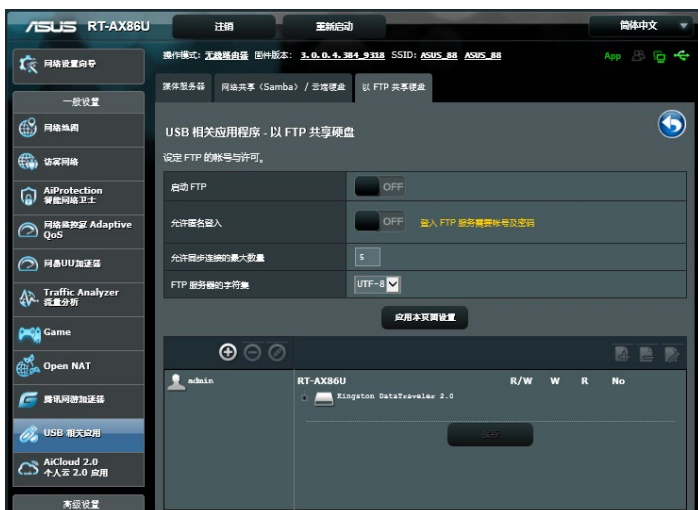 ASUS RT-AX86U 注销 重新启动 简体中文
操作模式: 无线路由器 固件版本: 3.0.0.4.384_9318 SSID: ASUS_88 ASUS_88 App
网络设置向导
一般设置
网络地图
访客网络
AiProtection
智能网络卫士
网络监控家 Adaptive
QoS
网易UU加速器
Traffic Analyzer
流量分析
Game
Open NAT
腾讯网游加速器
USB 相关应用
AiCloud 2.0
个人云 2.0 应用
高级设置
媒体服务器 网络共享 (Samba) / 云端硬盘 以 FTP 共享硬盘
USB 相关应用程序 - 以 FTP 共享硬盘
设定 FTP 的帐号与许可。
启动 FTP OFF
允许匿名登入 OFF 登入 FTP 服务需要帐号及密码
允许同步连接的最大数量 5
FTP 服务器的字符集 UTF-8
应用本页面设置
admin
RT-AX86U R/W W R No
Kingston DataTraveler 2.0